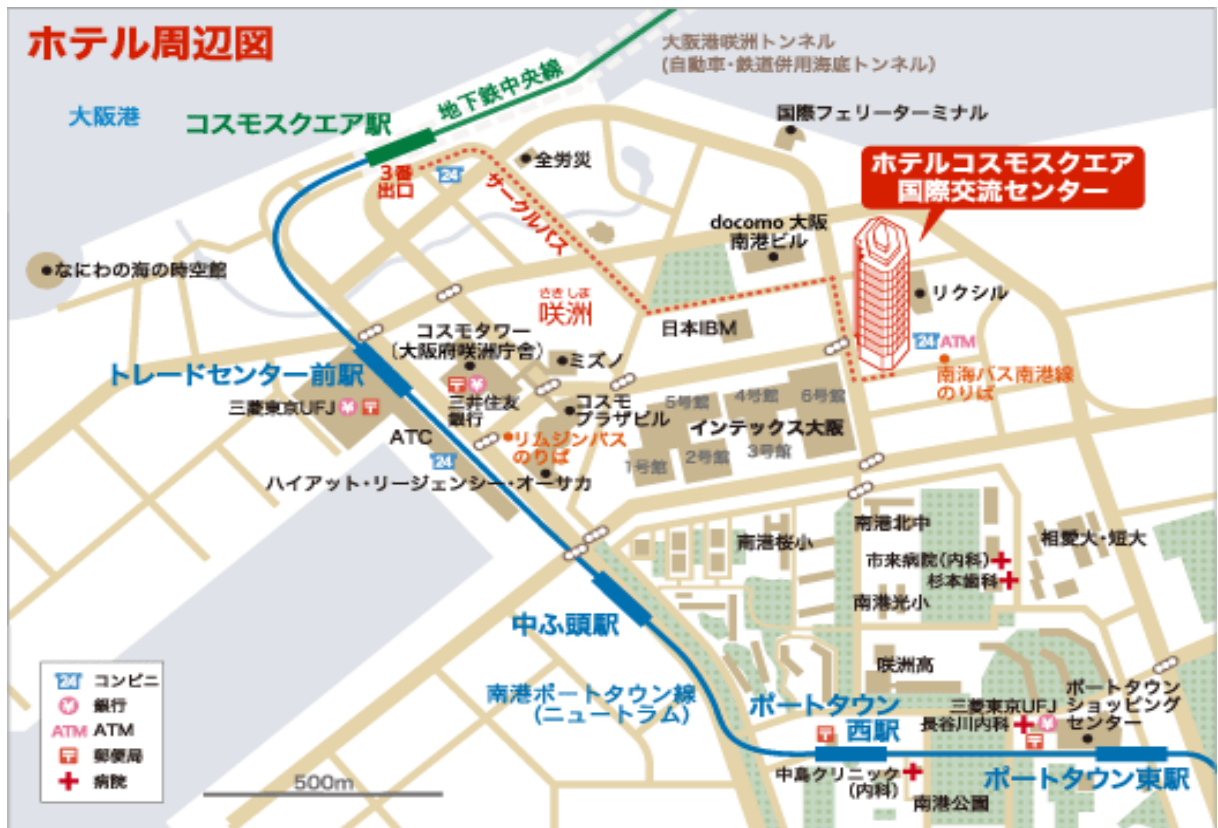 ホテル周辺図
大阪港咲洲トンネル
(自動車・鉄道併用海底トンネル)
大阪港
コスモスクエア駅
地下鉄中央線
国際フェリーターミナル
3番
出口
24
全労災
サークルバス
ホテルコスモスクエア
国際交流センター
docomo 大阪
南港ビル
なにわの海の時空館
さきしま
咲洲
リクシル
日本IBM
24 ATM
南海バス南港線
のりば
コスモタワー
(大阪府咲洲庁舎)
ミズノ
トレードセンター前駅
三菱東京UFJ
三井住友
銀行
コスモ
プラザビル
5号館
4号館
6号館
インテックス大阪
1号館
2号館
3号館
ATC
24
リムジンバス
のりば
ハイアット・リージェンシー・オーサカ
南港桜小
南港北中
相愛大・短大
市来病院(内科)
杉本歯科
南港光小
中ふ頭駅
咲洲高
南港ポートタウン線
(ニュートラム)
ポートタウン
西駅
三菱東京UFJ
長谷川内科
ポートタウン
ショッピング
センター
中島クリニック
(内科)
南港公園
ポートタウン東駅
24 コンビニ
銀行
ATM ATM
郵便局
病院
500m